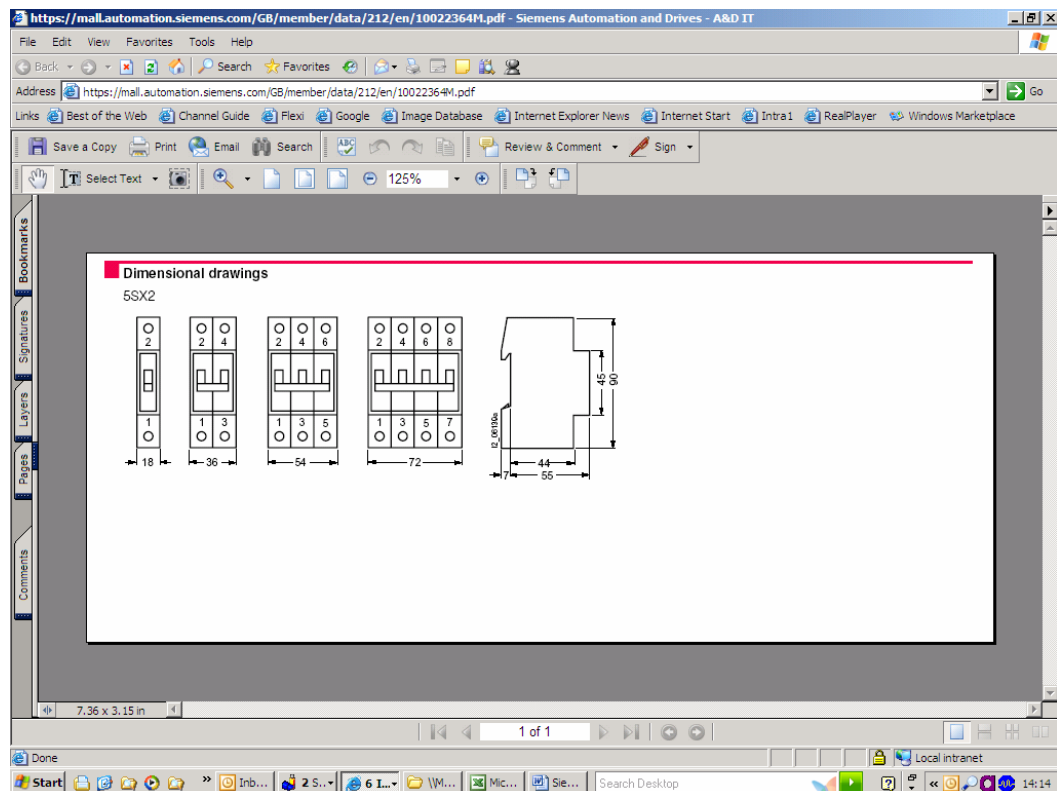 https://mall.automation.siemens.com/GB/member/data/212/en/10022364M.pdf - Siemens Automation and Drives - A&D IT
File Edit View Favorites Tools Help
Back Search Favorites
Address https://mall.automation.siemens.com/GB/member/data/212/en/10022364M.pdf Go
Links Best of the Web Channel Guide Flexi Google Image Database Internet Explorer News Internet Start Intra1 RealPlayer Windows Marketplace
Save a Copy Print Email Search ABC Review & Comment Sign
T Select Text 125%
Bookmarks
Signatures
Layers
Pages
Comments
Dimensional drawings
5SX2
2 2 4 2 4 6 2 4 6 8
1 1 3 1 3 5 1 3 5 7
18 36 54 72
45
90
44
7 55
7.36 x 3.15 in
1 of 1
Done Local intranet
Start » Inb... 2 S... 6 I... \\M... Mic... Sie... Search Desktop ? « 14:14